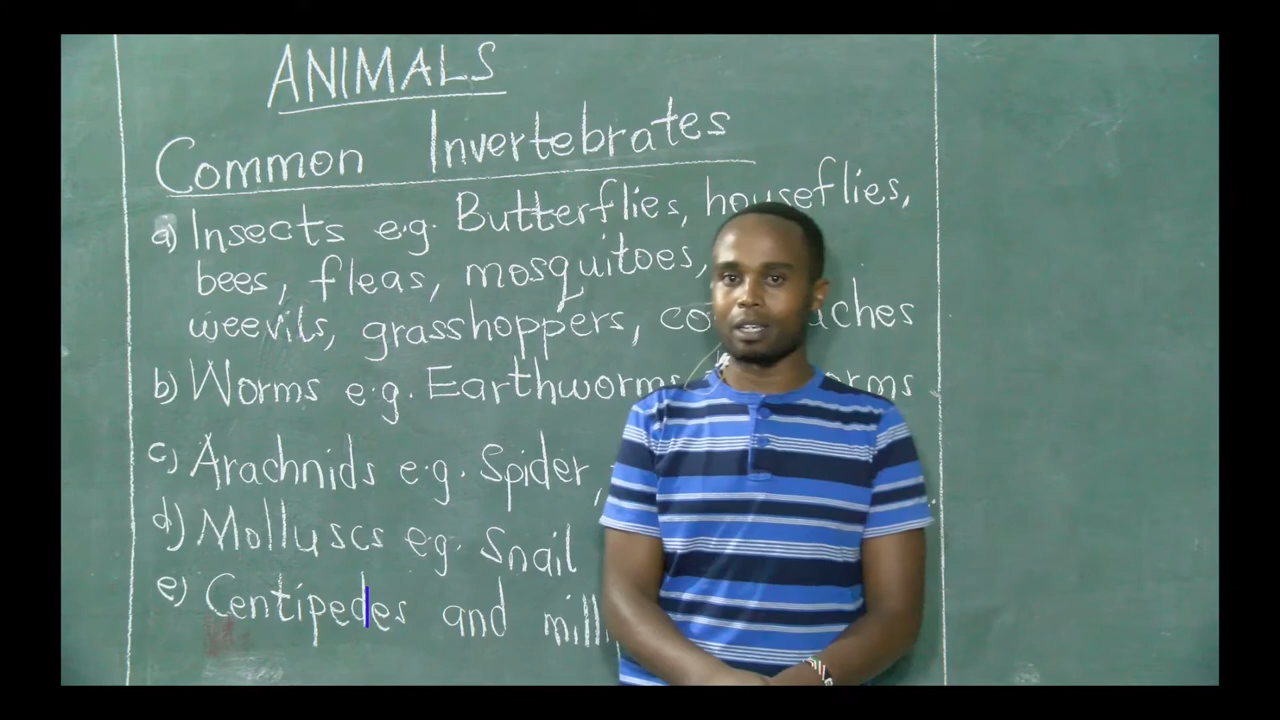 ANIMALS
Common Invertebrates
a) Insects e.g. Butterflies, houseflies,
bees, fleas, mosquitoes,
weevils, grasshoppers,
b) Worms e.g. Earthworms
c) Arachnids e.g. Spider,
d) Molluscs eg. Snail
e) Centipedes and